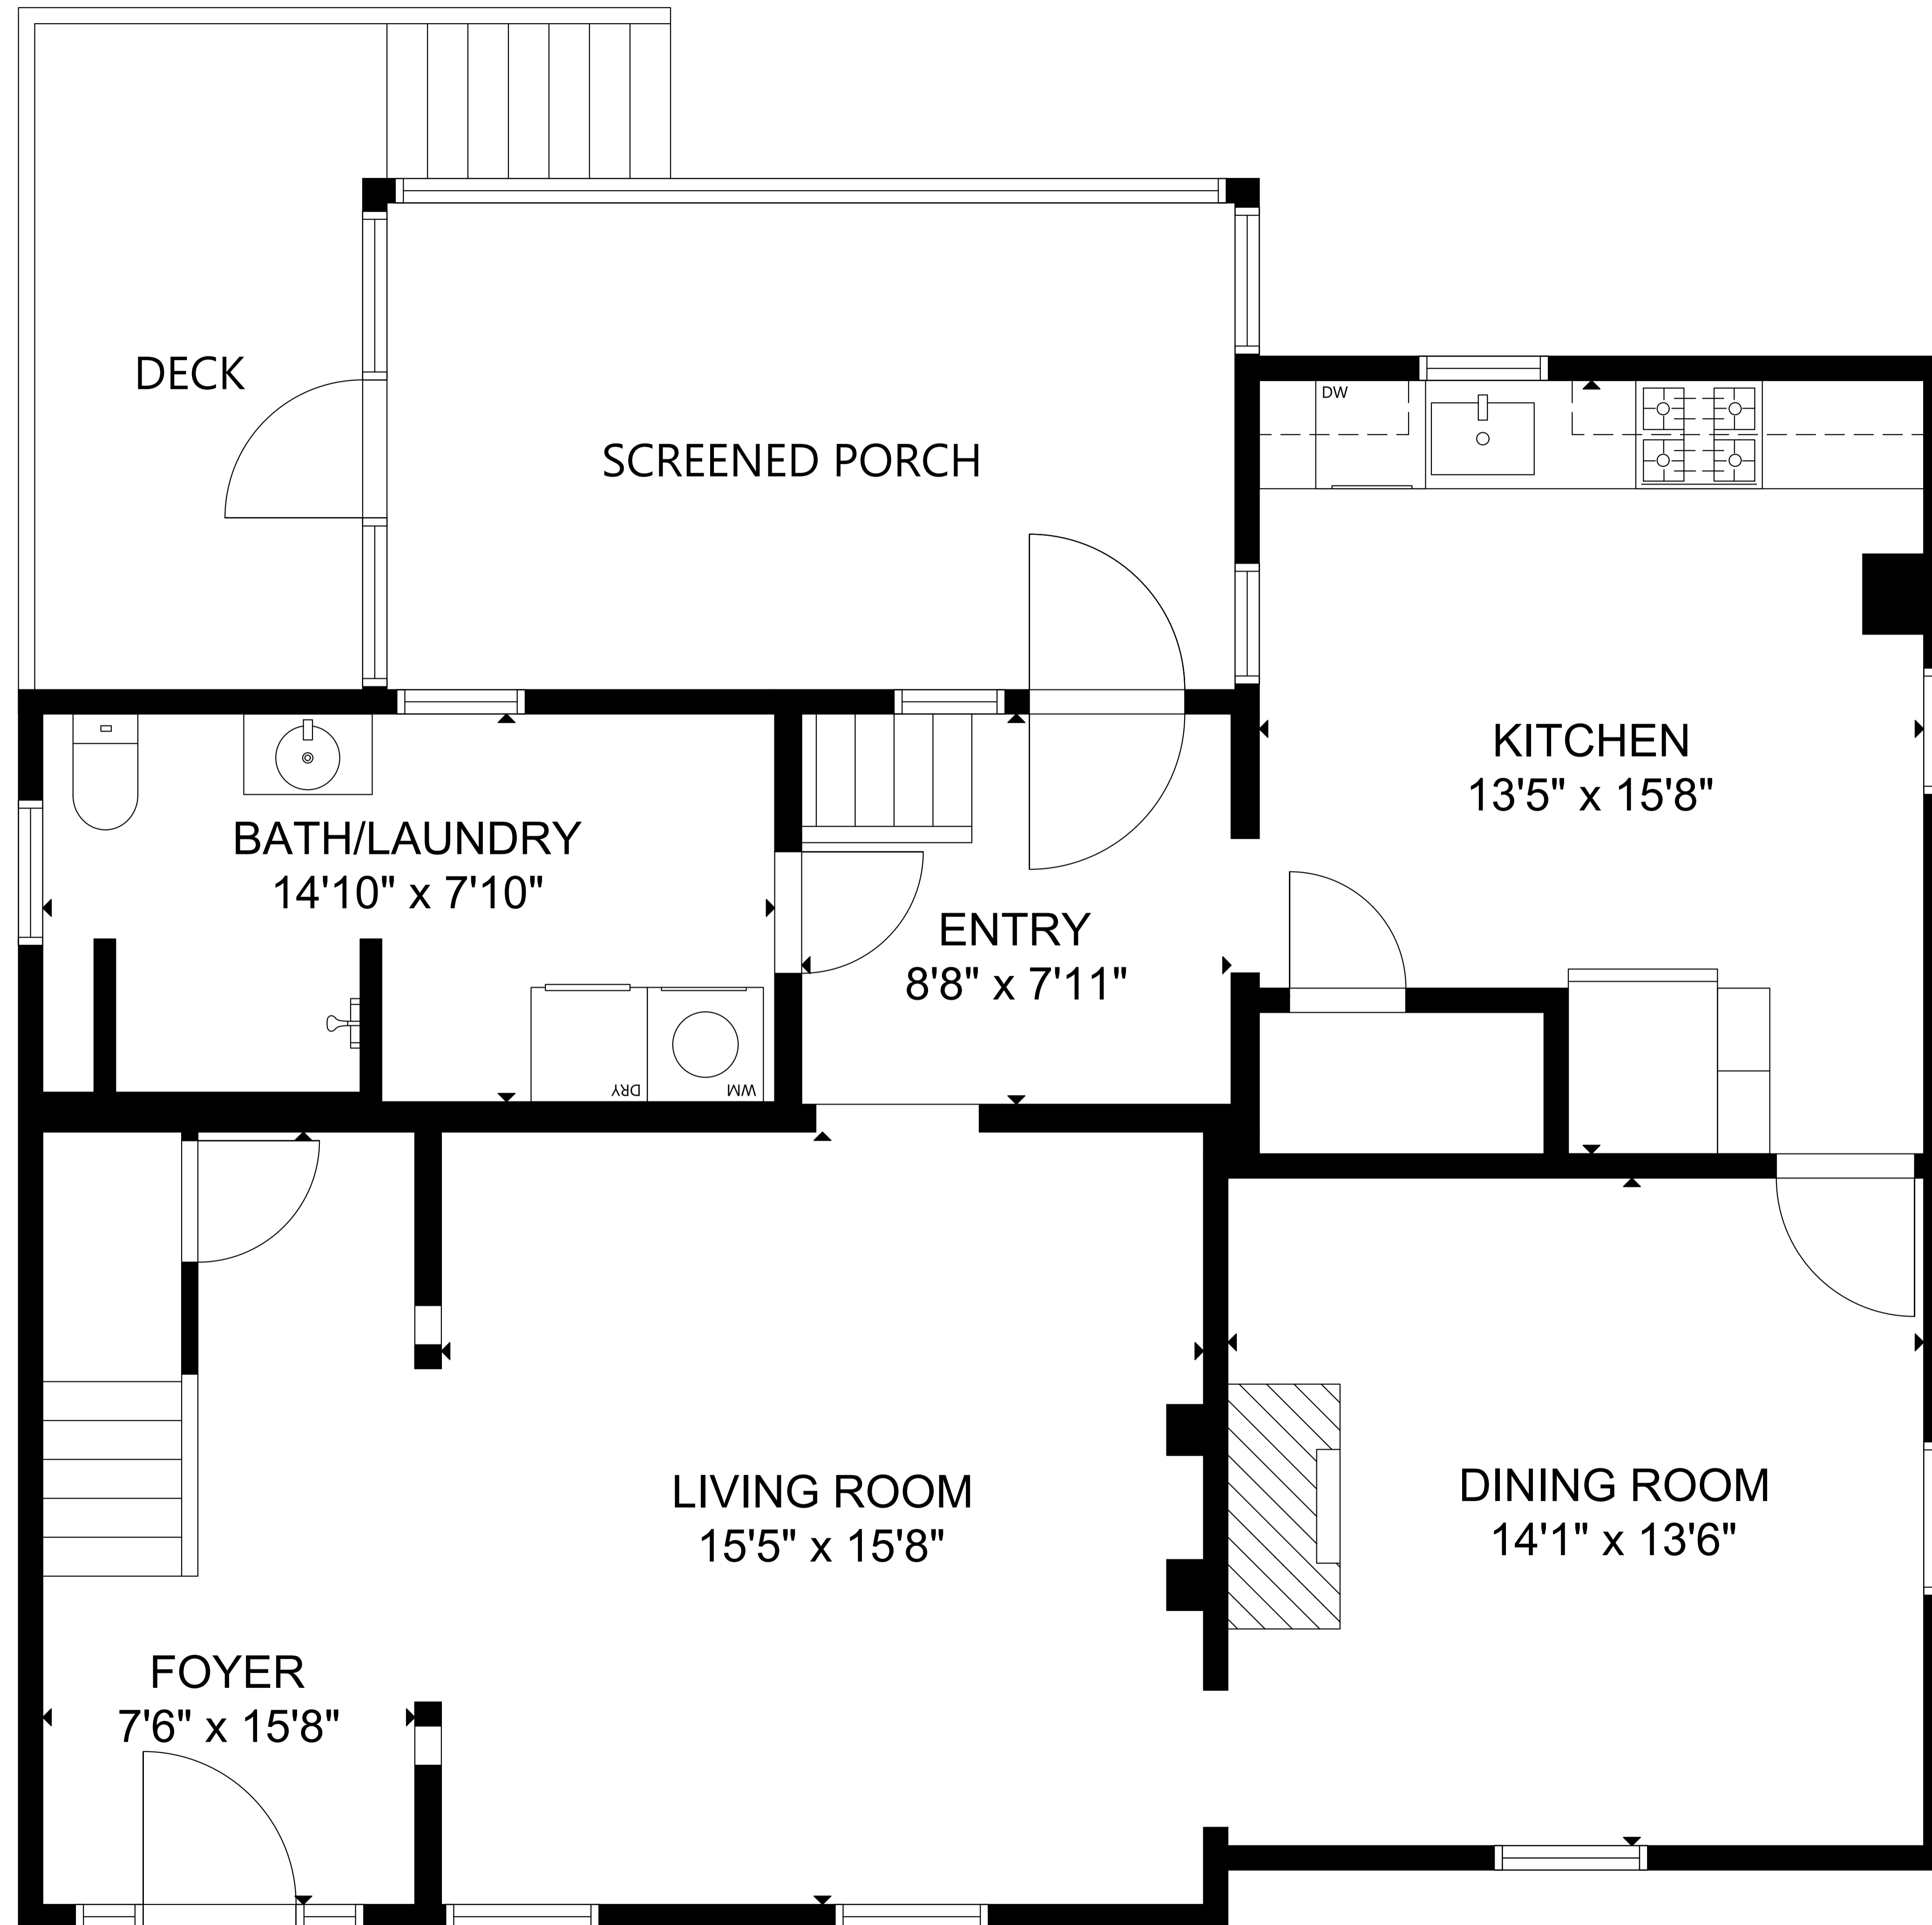 DECK
SCREENED PORCH
DW
KITCHEN
13'5" x 15'8"
BATH/LAUNDRY
14'10" x 7'10"
ENTRY
8'8" x 7'11"
DRY
WM
LIVING ROOM
15'5" x 15'8"
DINING ROOM
14'1" x 13'6"
FOYER
7'6" x 15'8"